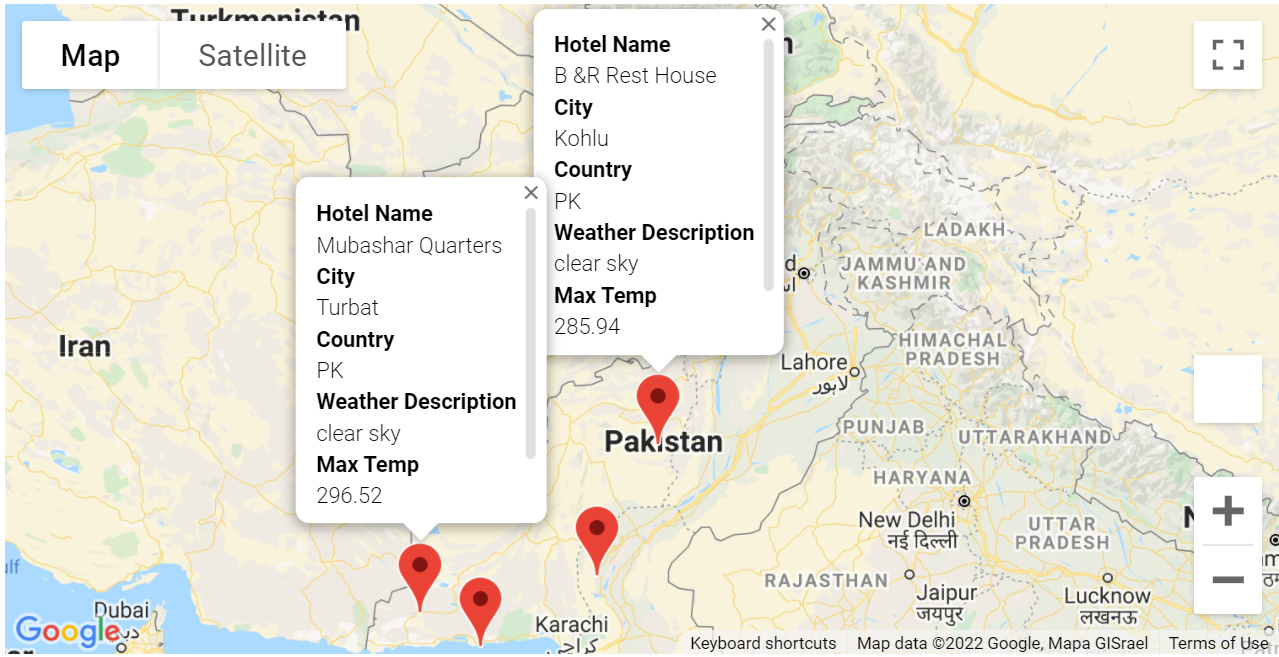 Turkmenistan
Map
Satellite
Hotel Name
B &R Rest House
City
Kohlu
Country
PK
Weather Description
clear sky
Max Temp
285.94
Hotel Name
Mubashar Quarters
City
Turbat
Country
PK
Weather Description
clear sky
Max Temp
296.52
LADAKH
JAMMU AND
KASHMIR
HIMACHAL
PRADESH
Iran
Lahore
لاہور
Pakistan
PUNJAB
UTTARAKHAND
HARYANA
New Delhi
नई दिल्ली
UTTAR
PRADESH
RAJASTHAN
Jaipur
जयपुर
Lucknow
लखनऊ
Dubai
Karachi
Google
Keyboard shortcuts
Map data ©2022 Google, Mapa GISrael
Terms of Use